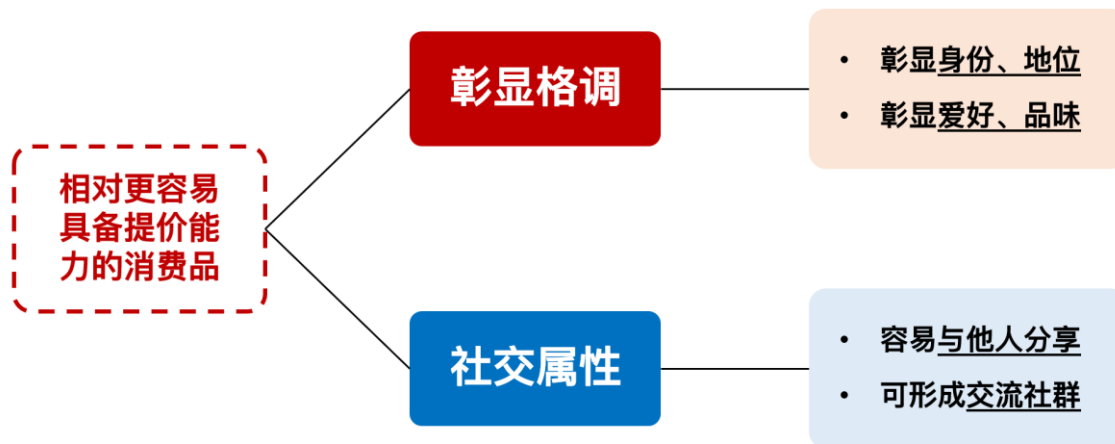 相对更容易
具备提价能
力的消费品
彰显格调
• 彰显身份、地位
• 彰显爱好、品味
社交属性
• 容易与他人分享
• 可形成交流社群